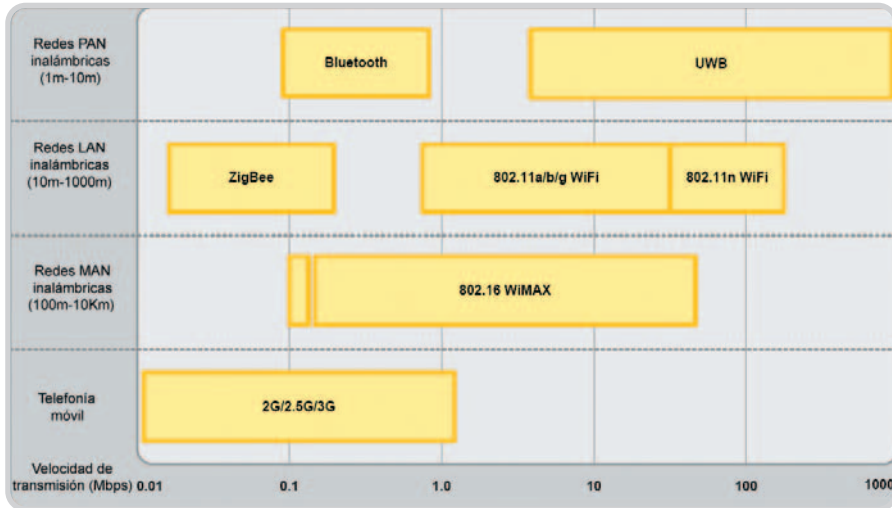 Redes PAN
inalámbricas
(1m-10m)
Bluetooth
UWB
Redes LAN
inalámbricas
(10m-1000m)
ZigBee
802.11a/b/g WiFi
802.11n WiFi
Redes MAN
inalámbricas
(100m-10Km)
802.16 WiMAX
Telefonía
móvil
2G/2.5G/3G
Velocidad de
transmisión (Mbps) 0.01 0.1 1.0 10 100 1000